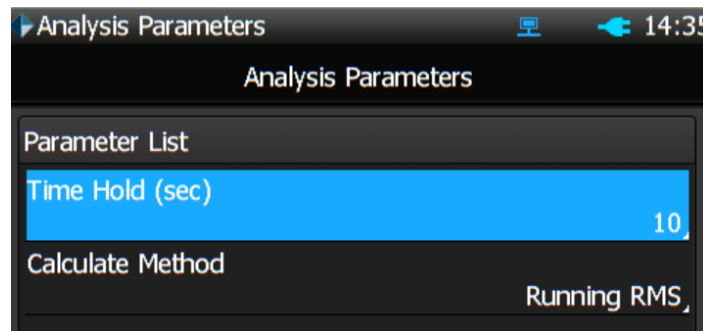 Analysis Parameters 14:35
Analysis Parameters
Parameter List
Time Hold (sec)
10
Calculate Method
Running RMS